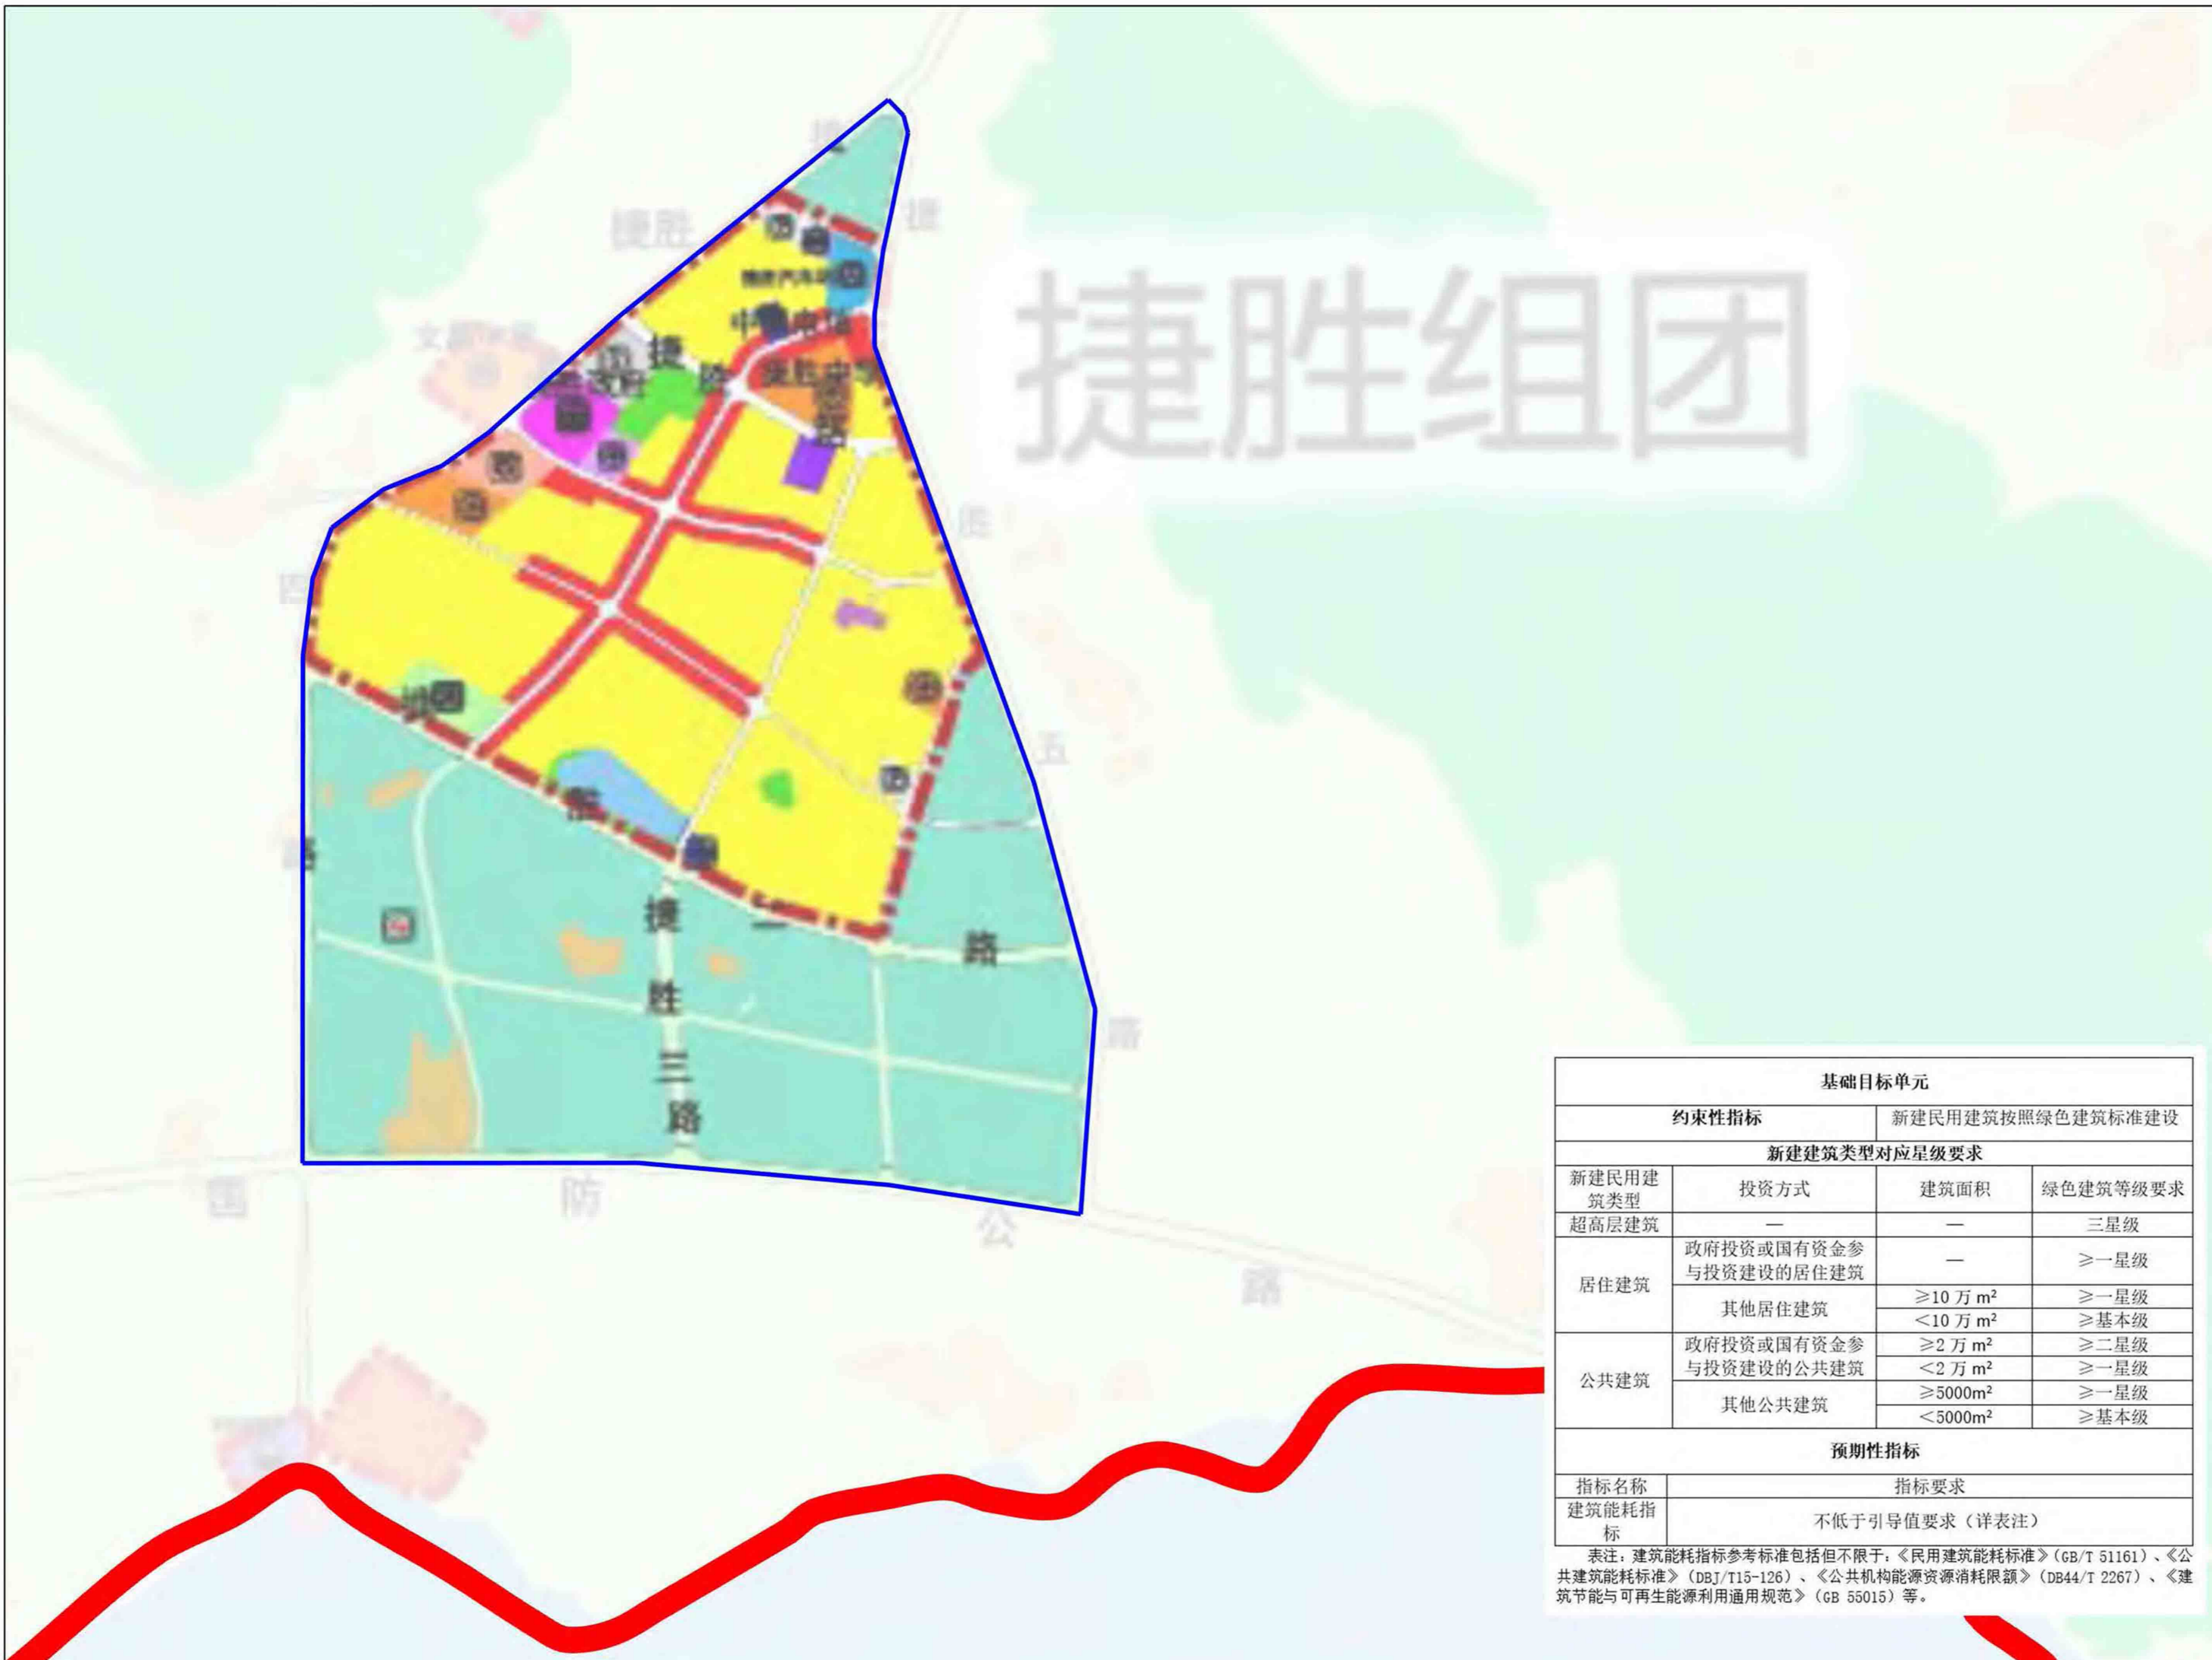 捷胜组团
捷胜
捷
胜
中国电信
捷胜中学
路
捷
胜
五
路
四
路
捷
胜
三
路
胜
二
路
国
防
公
路
基础目标单元
约束性指标 新建民用建筑按照绿色建筑标准建设
新建建筑类型对应星级要求
新建民用建
筑类型 投资方式 建筑面积 绿色建筑等级要求
超高层建筑 — — 三星级
居住建筑
政府投资或国有资金参
与投资建设的居住建筑 — ≥一星级
其他居住建筑
≥10 万 m² ≥一星级
<10 万 m² ≥基本级
公共建筑
政府投资或国有资金参
与投资建设的公共建筑
≥2 万 m² ≥二星级
<2 万 m² ≥一星级
其他公共建筑
≥5000m² ≥一星级
<5000m² ≥基本级
预期性指标
指标名称 指标要求
建筑能耗指
标 不低于引导值要求（详表注）
表注：建筑能耗指标参考标准包括但不限于：《民用建筑能耗标准》（GB/T 51161）、《公
共建筑能耗标准》（DBJ/T15-126）、《公共机构能源资源消耗限额》（DB44/T 2267）、《建
筑节能与可再生能源利用通用规范》（GB 55015）等。